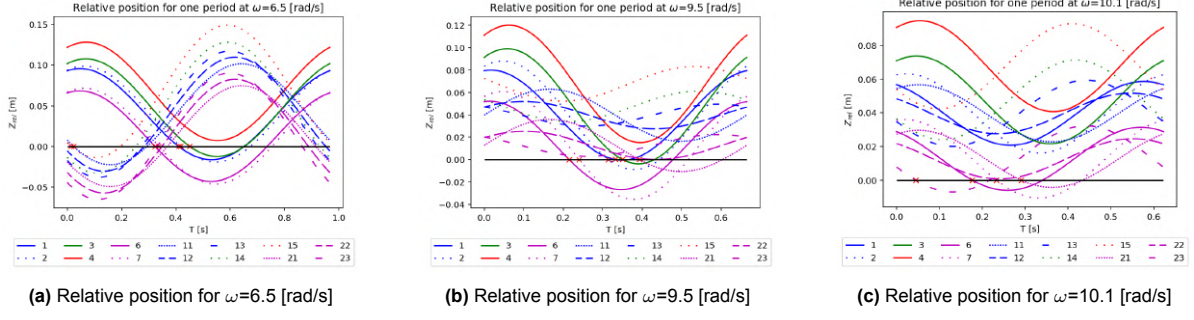 Relative position for one period at ω=6.5 [rad/s]
Z_rel [m]
0.15
0.10
0.05
0.00
−0.05
0.0 0.2 0.4 0.6 0.8 1.0
T [s]
1 3 6 11 13 15 22
2 4 7 12 14 21 23
(a) Relative position for ω=6.5 [rad/s]
Relative position for one period at ω=9.5 [rad/s]
Z_rel [m]
0.12
0.10
0.08
0.06
0.04
0.02
0.00
−0.02
−0.04
0.0 0.1 0.2 0.3 0.4 0.5 0.6
T [s]
1 3 6 11 13 15 22
2 4 7 12 14 21 23
(b) Relative position for ω=9.5 [rad/s]
Relative position for one period at ω=10.1 [rad/s]
Z_rel [m]
0.08
0.06
0.04
0.02
0.00
0.0 0.1 0.2 0.3 0.4 0.5 0.6
T [s]
1 3 6 11 13 15 22
2 4 7 12 14 21 23
(c) Relative position for ω=10.1 [rad/s]